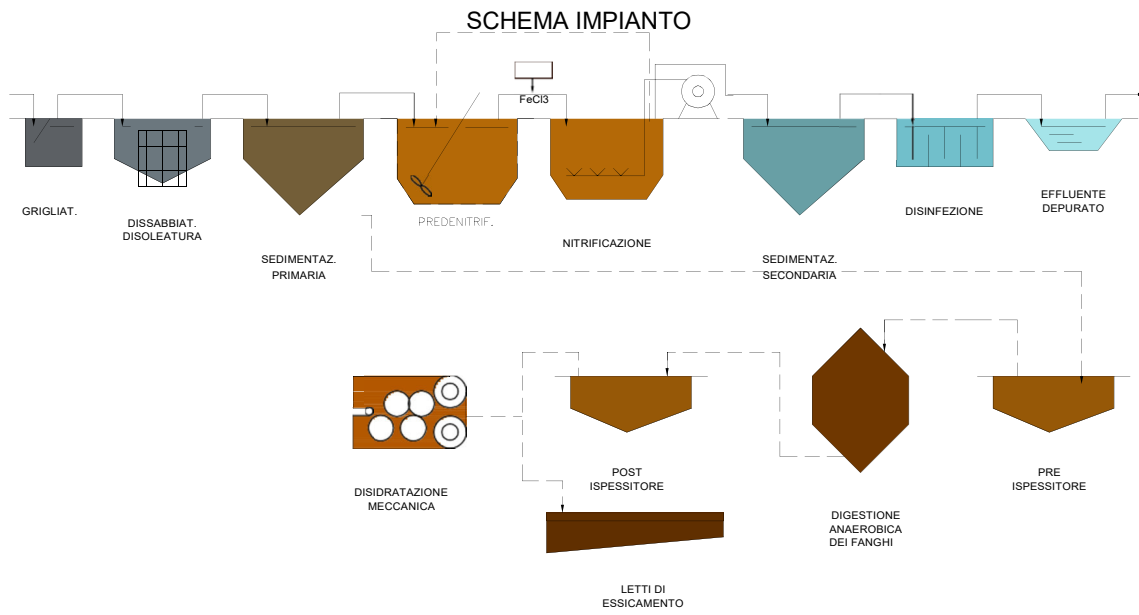 SCHEMA IMPIANTO
FeCl3
GRIGLIAT.
DISSABBIAT.
DISOLEATURA
SEDIMENTAZ.
PRIMARIA
PREDENITRIF.
NITRIFICAZIONE
SEDIMENTAZ.
SECONDARIA
DISINFEZIONE
EFFLUENTE
DEPURATO
DISIDRATAZIONE
MECCANICA
POST
ISPESSITORE
LETTI DI
ESSICAMENTO
DIGESTIONE
ANAEROBICA
DEI FANGHI
PRE
ISPESSITORE